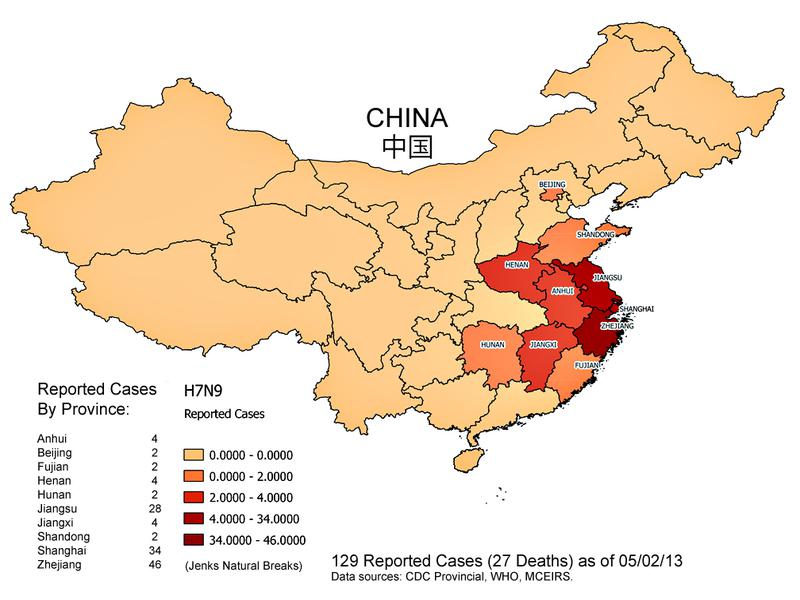 CHINA
中国
BEIJING
SHANDONG
HENAN
JIANGSU
ANHUI
SHANGHAI
ZHEJIANG
HUNAN
JIANGXI
FUJIAN
Reported Cases
By Province:
Anhui 4
Beijing 2
Fujian 2
Henan 4
Hunan 2
Jiangsu 28
Jiangxi 4
Shandong 2
Shanghai 34
Zhejiang 46
H7N9
Reported Cases
0.0000 - 0.0000
0.0000 - 2.0000
2.0000 - 4.0000
4.0000 - 34.0000
34.0000 - 46.0000
(Jenks Natural Breaks)
129 Reported Cases (27 Deaths) as of 05/02/13
Data sources: CDC Provincial, WHO, MCEIRS.